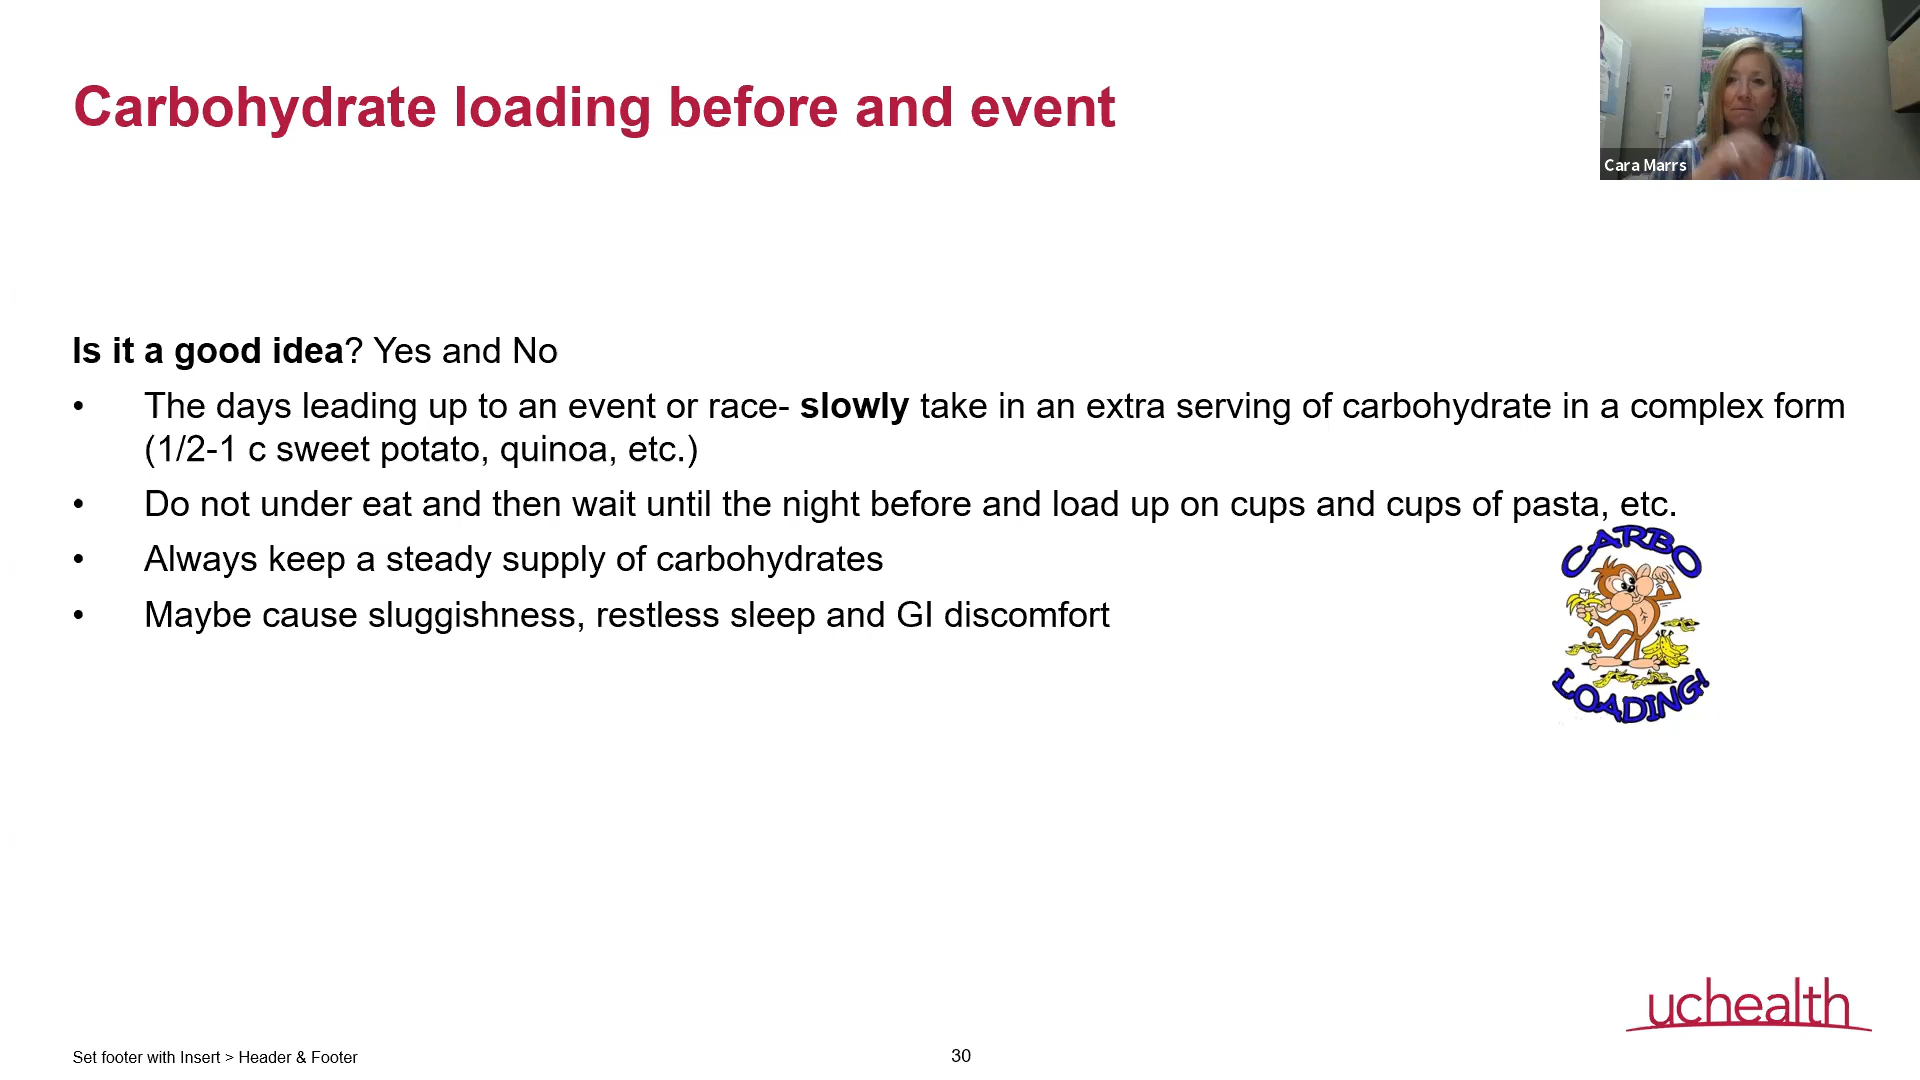 Carbohydrate loading before and event
Cara Marrs
Is it a good idea? Yes and No
• The days leading up to an event or race- slowly take in an extra serving of carbohydrate in a complex form
(1/2-1 c sweet potato, quinoa, etc.)
• Do not under eat and then wait until the night before and load up on cups and cups of pasta, etc.
• Always keep a steady supply of carbohydrates
• Maybe cause sluggishness, restless sleep and GI discomfort
CARBO
LOADING!
uchealth
Set footer with Insert > Header & Footer
30